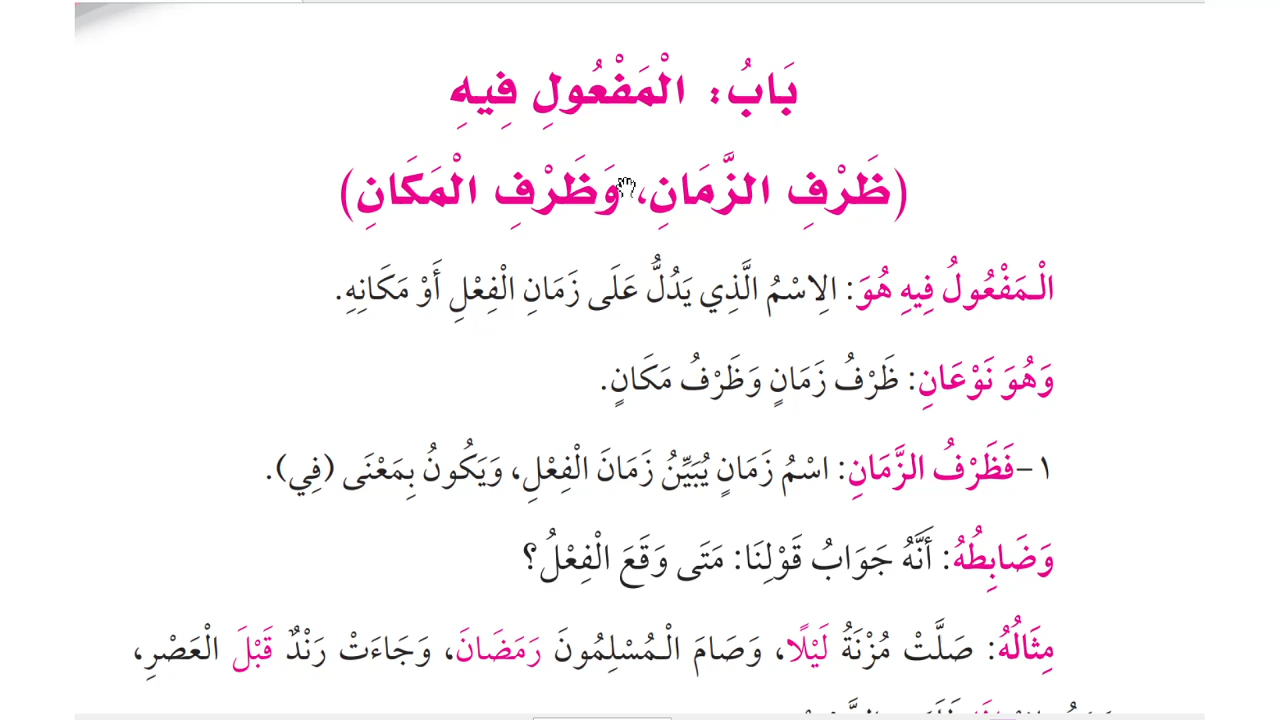 بَابُ: الْمَفْعُولِ فِيهِ
(ظَرْفِ الزَّمَانِ، وَظَرْفِ الْمَكَانِ)
الْـمَفْعُولُ فِيهِ هُوَ: الِاسْمُ الَّذِي يَدُلُّ عَلَى زَمَانِ الْفِعْلِ أَوْ مَكَانِهِ.
وَهُوَ نَوْعَانِ: ظَرْفُ زَمَانٍ وَظَرْفُ مَكَانٍ.
١- فَظَرْفُ الزَّمَانِ: اسْمُ زَمَانٍ يُبَيِّنُ زَمَانَ الْفِعْلِ، وَيَكُونُ بِمَعْنَى (فِي).
وَضَابِطُهُ: أَنَّهُ جَوَابُ قَوْلِنَا: مَتَى وَقَعَ الْفِعْلُ؟
مِثَالُهُ: صَلَّتْ مُزْنَةُ لَيْلًا، وَصَامَ الْـمُسْلِمُونَ رَمَضَانَ، وَجَاءَتْ رَنْدٌ قَبْلَ الْعَصْرِ،